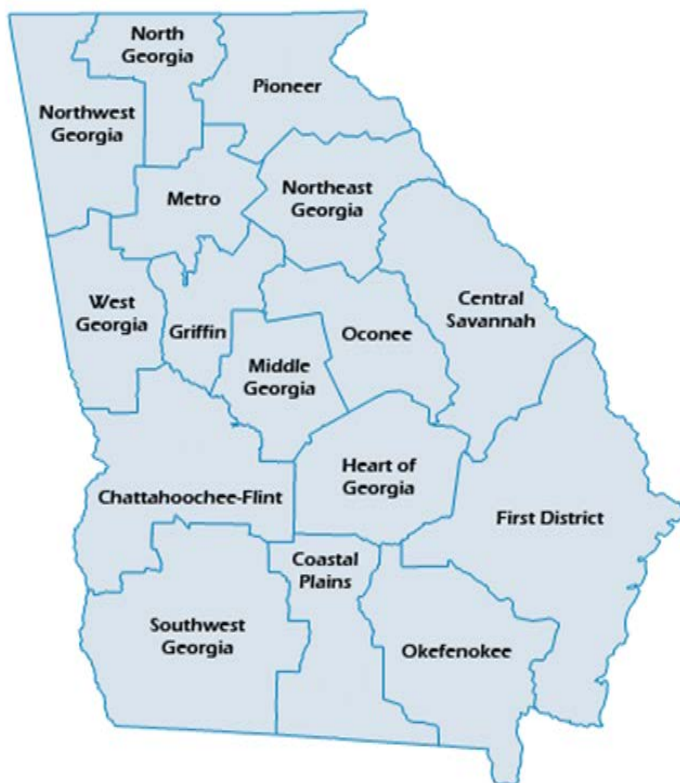 North
Georgia
Pioneer
Northwest
Georgia
Metro
Northeast
Georgia
West
Georgia
Griffin
Central
Savannah
Oconee
Middle
Georgia
Heart of
Georgia
Chattahoochee-Flint
First District
Coastal
Plains
Southwest
Georgia
Okefenokee